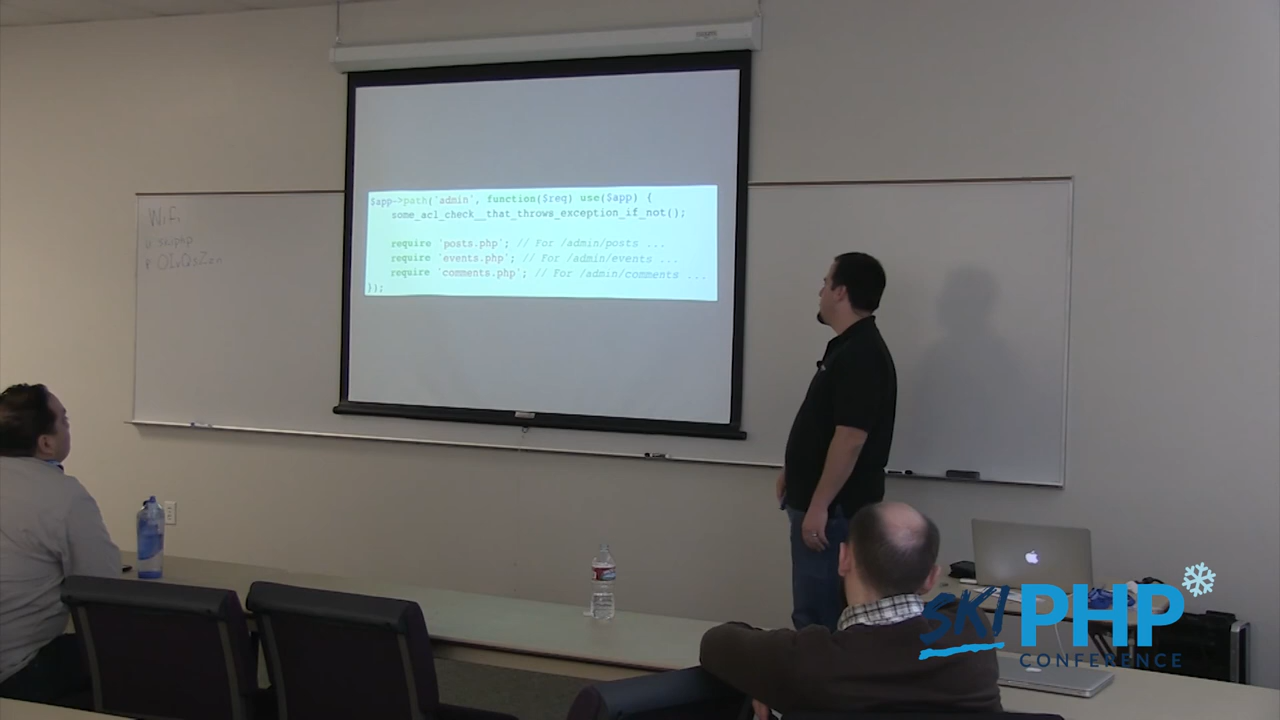 $app->path('admin', function($req) use($app) {
some_acl_check__that_throws_exception_if_not();
require 'posts.php'; // For /admin/posts ...
require 'events.php'; // For /admin/events ...
require 'comments.php'; // For /admin/comments ...
});
WiFi
skiphp
SKI PHP
CONFERENCE